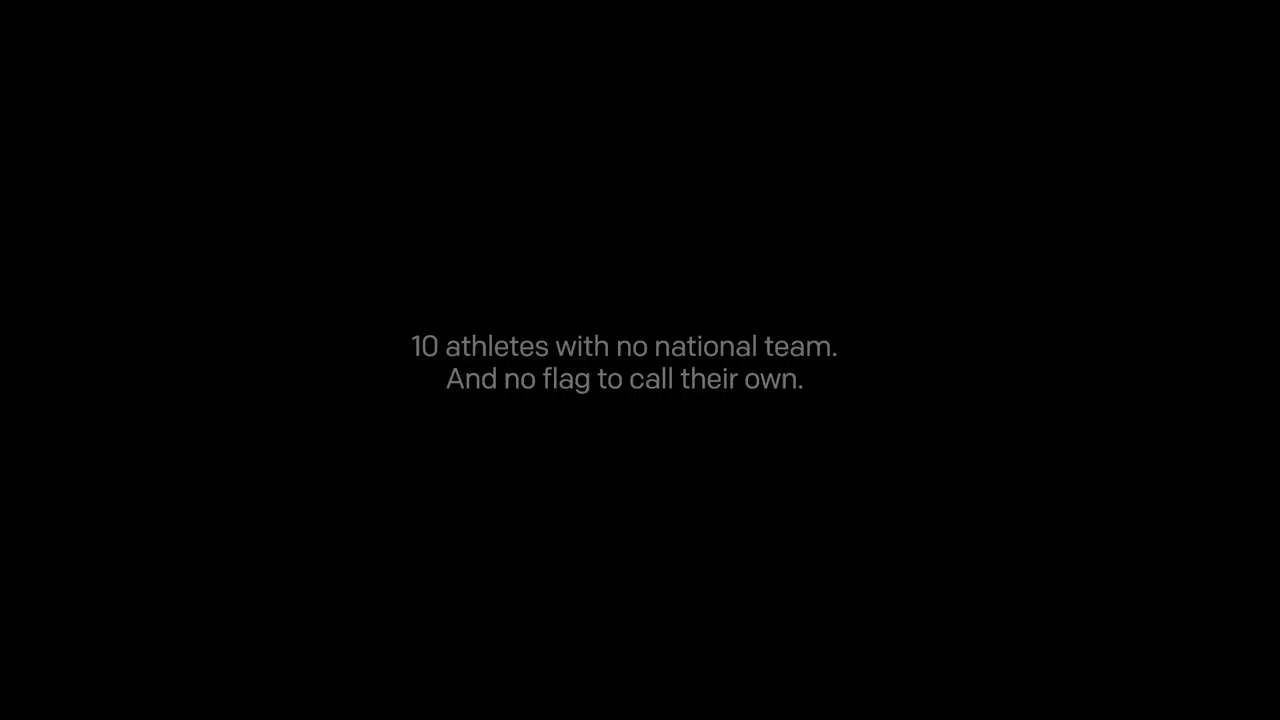 10 athletes with no national team.
And no flag to call their own.